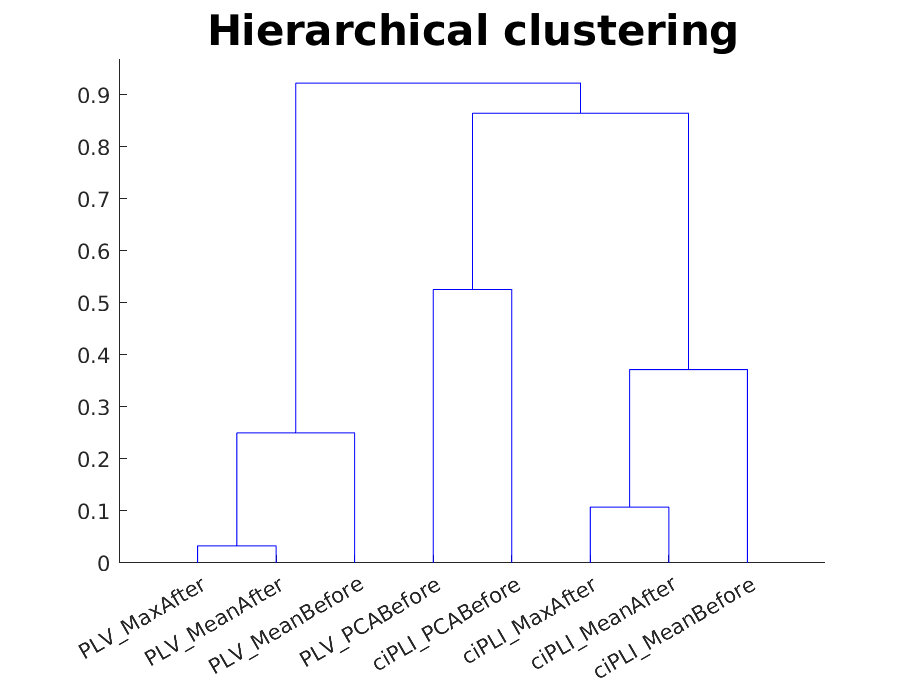 Hierarchical clustering
0.9
0.8
0.7
0.6
0.5
0.4
0.3
0.2
0.1
0
PLV_MaxAfter
PLV_MeanAfter
PLV_MeanBefore
PLV_PCABefore
ciPLI_PCABefore
ciPLI_MaxAfter
ciPLI_MeanAfter
ciPLI_MeanBefore